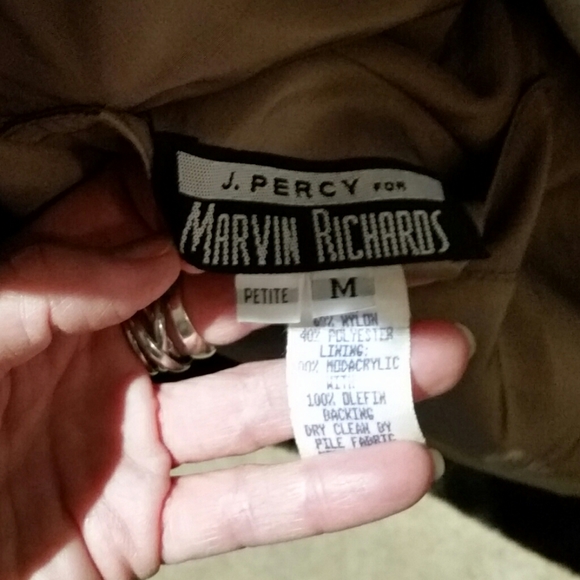 J. PERCY FOR
MARVIN RICHARDS
PETITE M
60% NYLON
40% POLYESTER
LINING:
MODACRYLIC
WITH
100% OLEFIN
BACKING
DRY CLEAN BY
PILE FABRIC